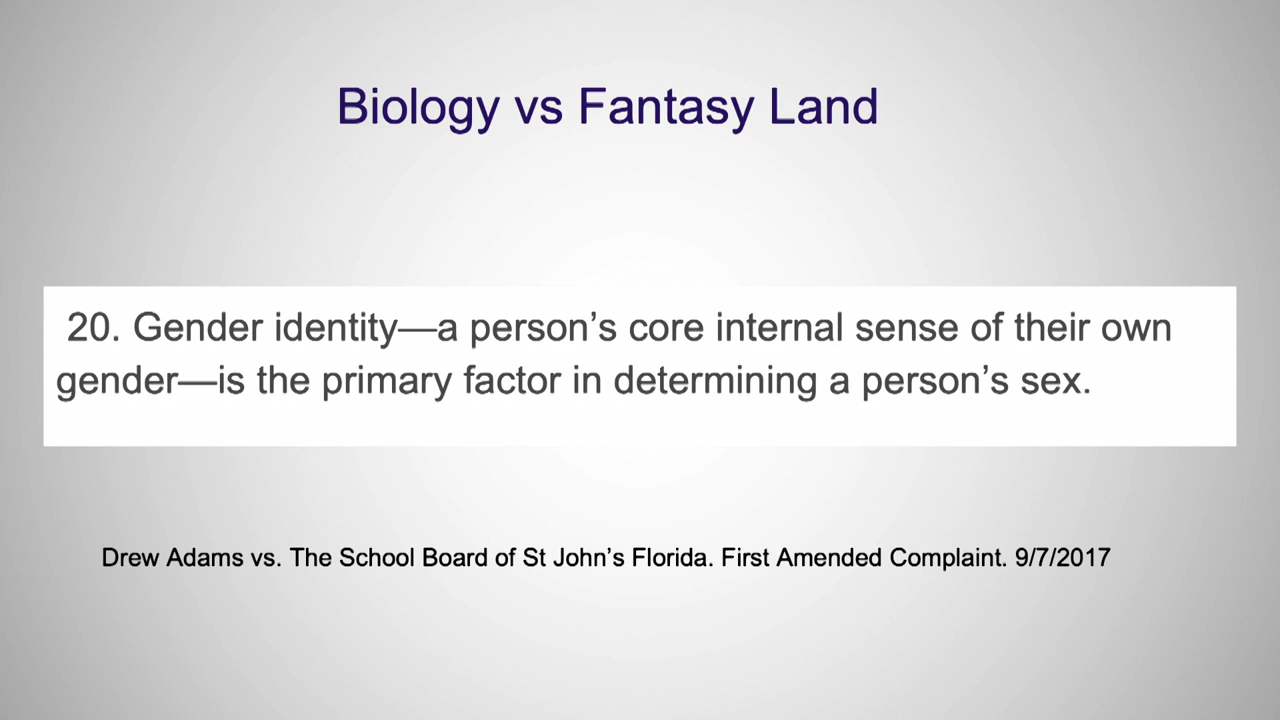 Biology vs Fantasy Land
20. Gender identity—a person’s core internal sense of their own
gender—is the primary factor in determining a person’s sex.
Drew Adams vs. The School Board of St John’s Florida. First Amended Complaint. 9/7/2017